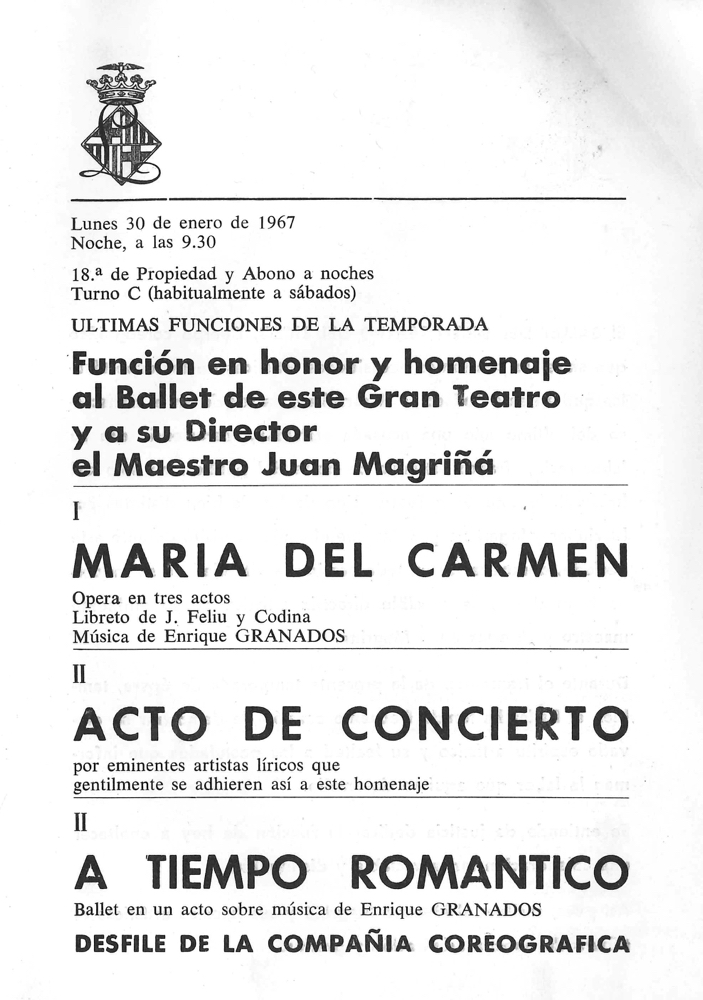 Lunes 30 de enero de 1967
Noche, a las 9.30
18.ª de Propiedad y Abono a noches
Turno C (habitualmente a sábados)
ULTIMAS FUNCIONES DE LA TEMPORADA
Función en honor y homenaje
al Ballet de este Gran Teatro
y a su Director
el Maestro Juan Magriñá
I
MARIA DEL CARMEN
Opera en tres actos
Libreto de J. Feliu y Codina
Música de Enrique GRANADOS
II
ACTO DE CONCIERTO
por eminentes artistas líricos que
gentilmente se adhieren así a este homenaje
II
A TIEMPO ROMANTICO
Ballet en un acto sobre música de Enrique GRANADOS
DESFILE DE LA COMPAÑIA COREOGRAFICA